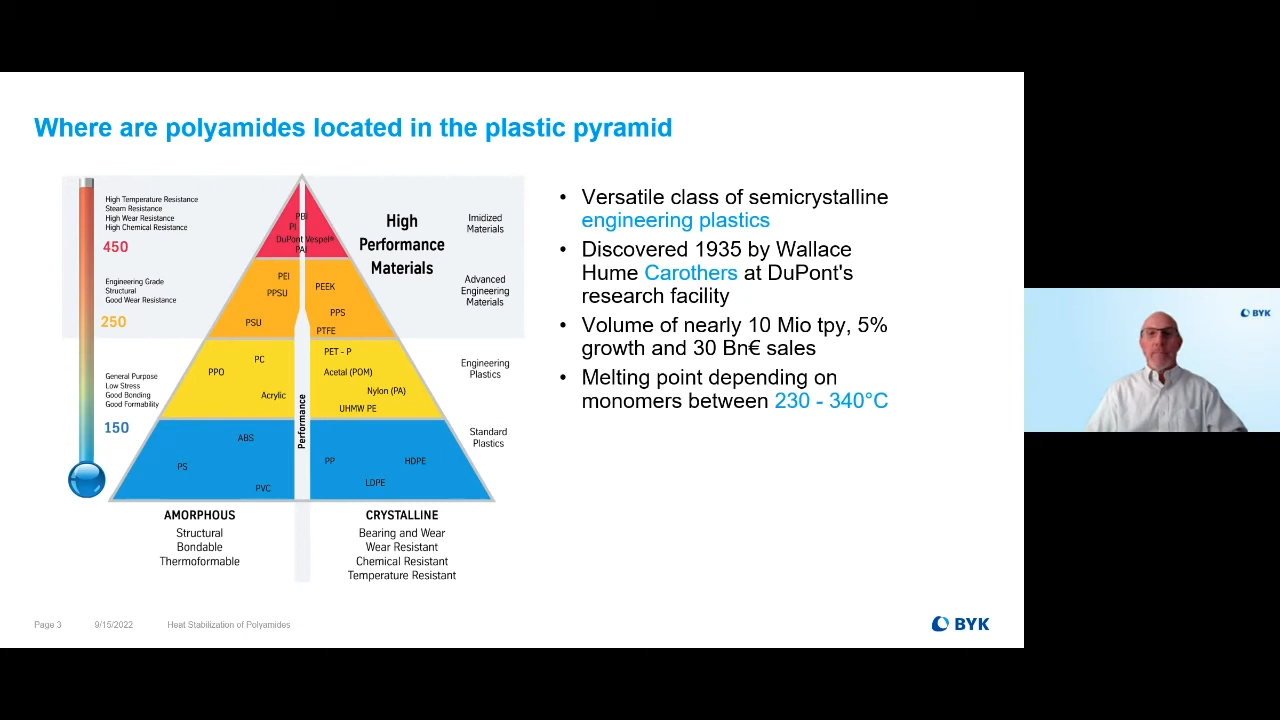 Where are polyamides located in the plastic pyramid
High Temperature Resistance
Steam Resistance
High Wear Resistance
High Chemical Resistance
450
Engineering Grade
Structural
Good Wear Resistance
250
General Purpose
Low Stress
Good Bonding
Good Formability
150
PBI
PI
DuPont Vespel®
PAI
High
Performance
Materials
Imidized
Materials
PEI
PPSU
PSU
PEEK
PPS
PTFE
Advanced
Engineering
Materials
PC
PPO
Acrylic
PET - P
Acetal (POM)
Nylon (PA)
UHMW PE
Engineering
Plastics
Performance
ABS
PS
PVC
PP
HDPE
LDPE
Standard
Plastics
AMORPHOUS
Structural
Bondable
Thermoformable
CRYSTALLINE
Bearing and Wear
Wear Resistant
Chemical Resistant
Temperature Resistant
• Versatile class of semicrystalline
engineering plastics
• Discovered 1935 by Wallace
Hume Carothers at DuPont's
research facility
• Volume of nearly 10 Mio tpy, 5%
growth and 30 Bn€ sales
• Melting point depending on
monomers between 230 - 340°C
BYK
Page 3 9/15/2022 Heat Stabilization of Polyamides
BYK